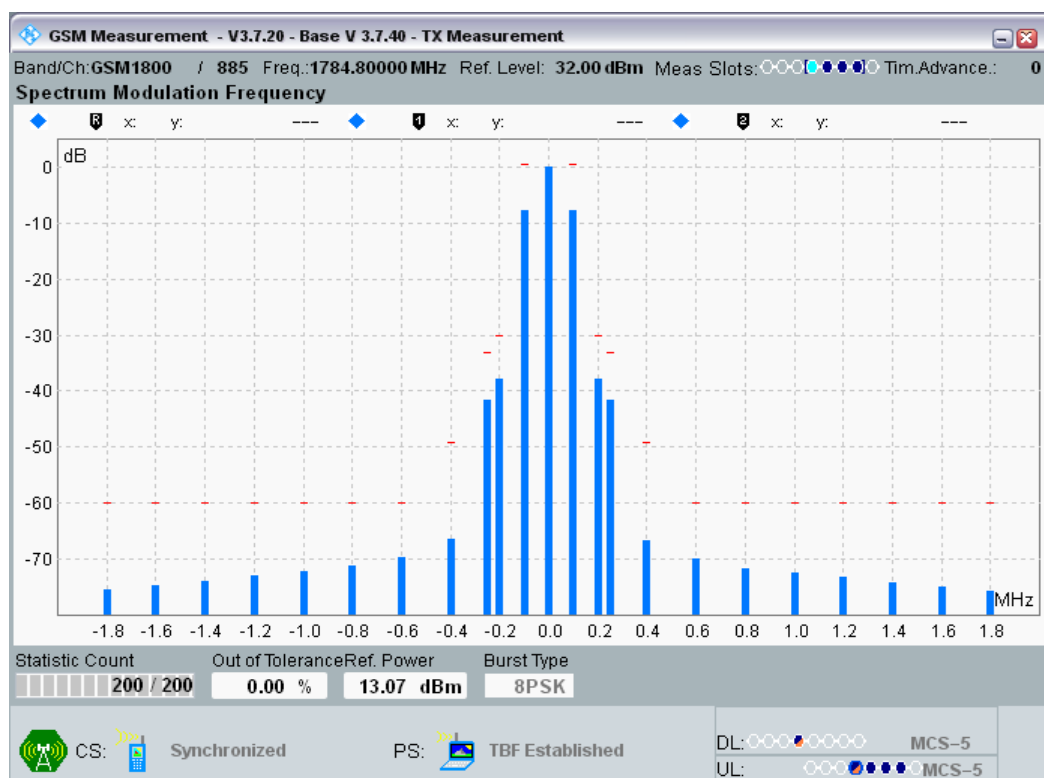 GSM Measurement - V3.7.20 - Base V 3.7.40 - TX Measurement
Band/Ch:GSM1800 / 885 Freq.:1784.80000 MHz Ref. Level: 32.00 dBm Meas Slots: Tim.Advance.: 0
Spectrum Modulation Frequency
R x: y: --- 1 x: y: --- 2 x: y: ---
dB
0
-10
-20
-30
-40
-50
-60
-70
MHz
-1.8 -1.6 -1.4 -1.2 -1.0 -0.8 -0.6 -0.4 -0.2 0.0 0.2 0.4 0.6 0.8 1.0 1.2 1.4 1.6 1.8
Statistic Count Out of Tolerance Ref. Power Burst Type
200 / 200 0.00 % 13.07 dBm 8PSK
CS: Synchronized PS: TBF Established DL: MCS-5
UL: MCS-5